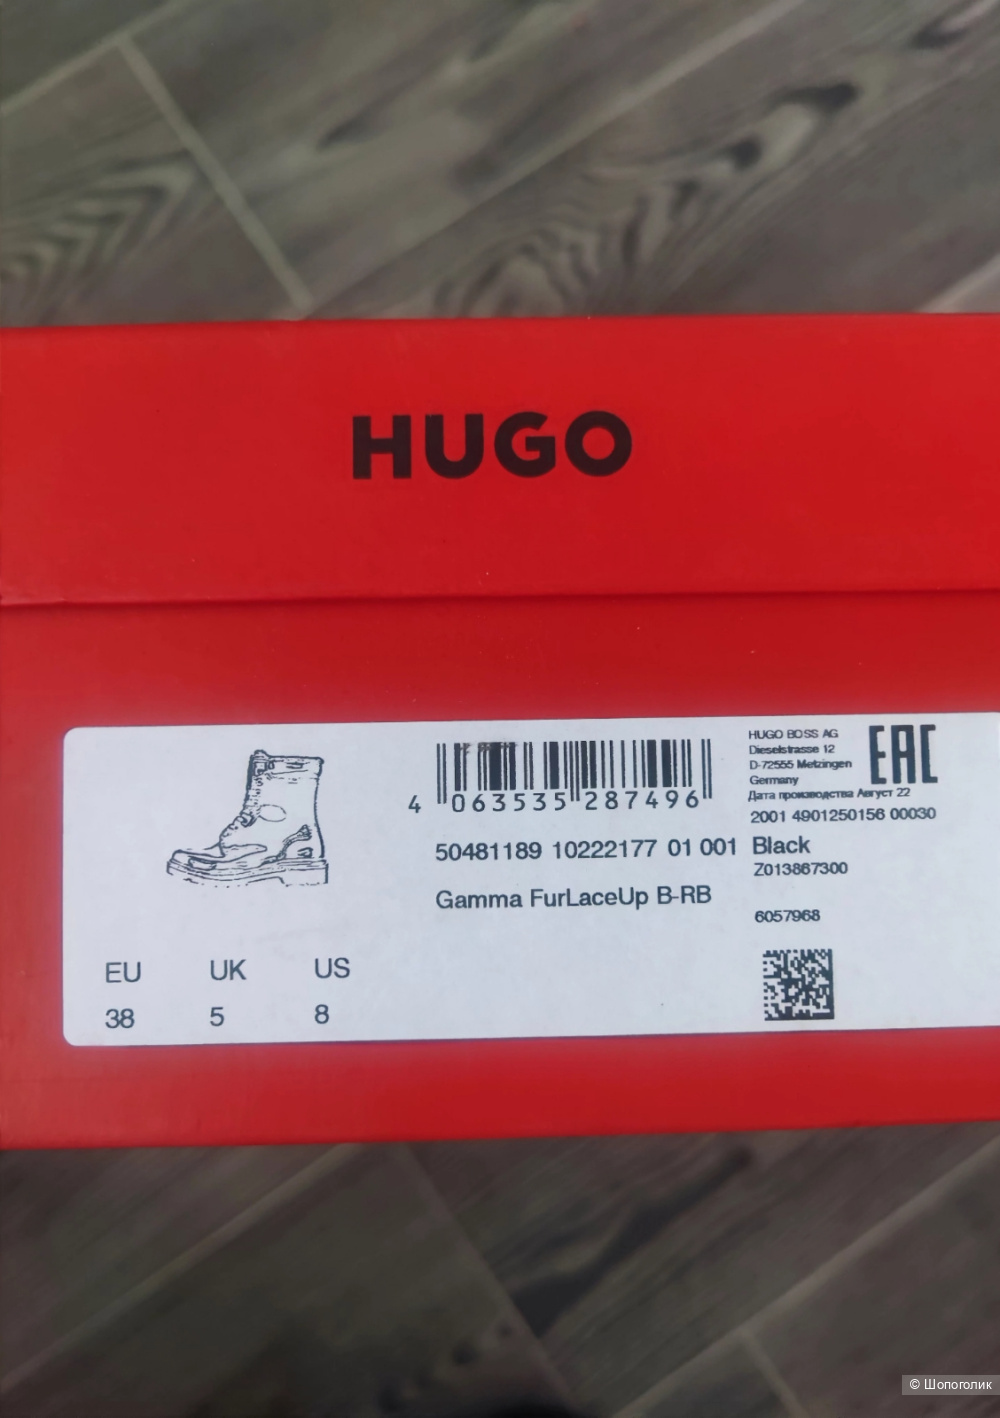 HUGO
HUGO BOSS AG
Dieselstrasse 12
D-72555 Metzingen
Germany
Дата производства Август 22
EAC
2001 4901250156 00030
4 063535 287496
50481189 10222177 01 001 Black
Z013867300
Gamma FurLaceUp B-RB
6057968
EU UK US
38 5 8
© Шопоголик